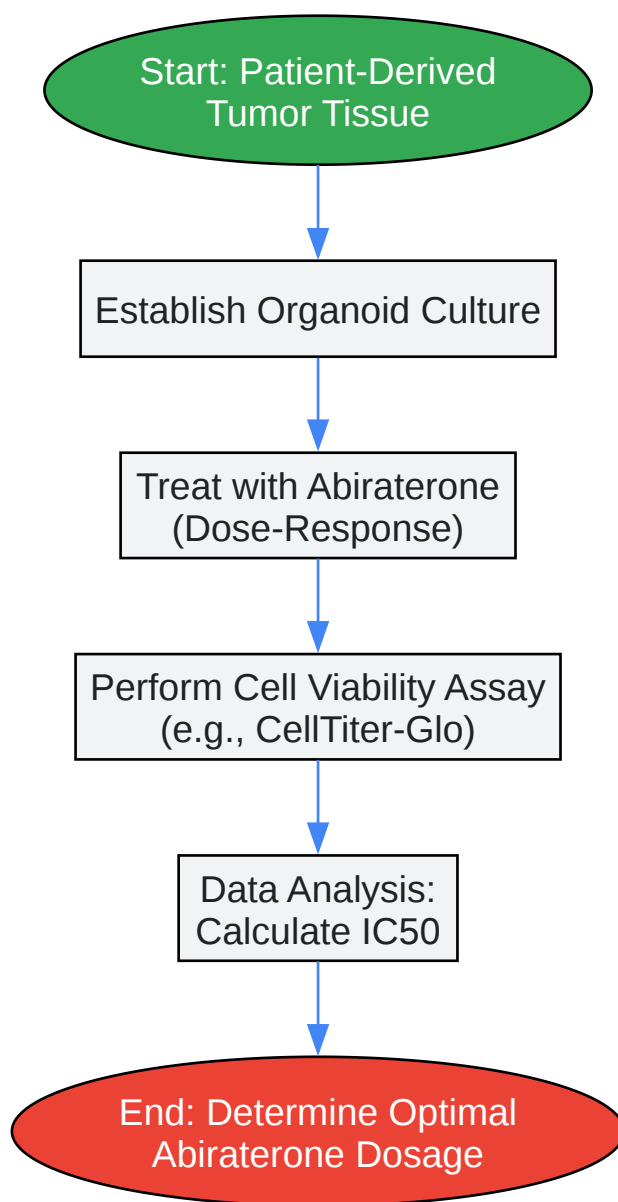 Start: Patient-Derived
Tumor Tissue
Establish Organoid Culture
Treat with Abiraterone
(Dose-Response)
Perform Cell Viability Assay
(e.g., CellTiter-Glo)
Data Analysis:
Calculate IC50
End: Determine Optimal
Abiraterone Dosage